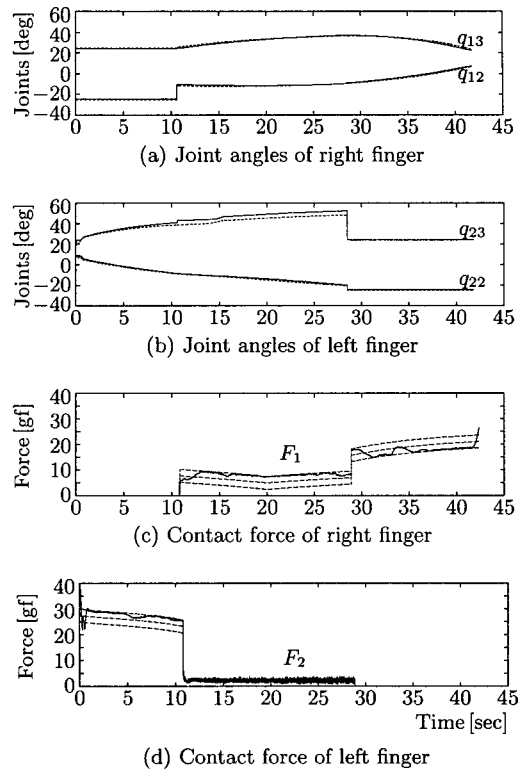 60
40
20
0
−20
−40
Joints [deg]
q13
q12
0 5 10 15 20 25 30 35 40 45
(a) Joint angles of right finger
60
40
20
0
−20
−40
Joints [deg]
q23
q22
0 5 10 15 20 25 30 35 40 45
(b) Joint angles of left finger
40
30
20
10
0
Force [gf]
F1
0 5 10 15 20 25 30 35 40 45
(c) Contact force of right finger
40
30
20
10
0
Force [gf]
F2
0 5 10 15 20 25 30 35 40 45
Time [sec]
(d) Contact force of left finger